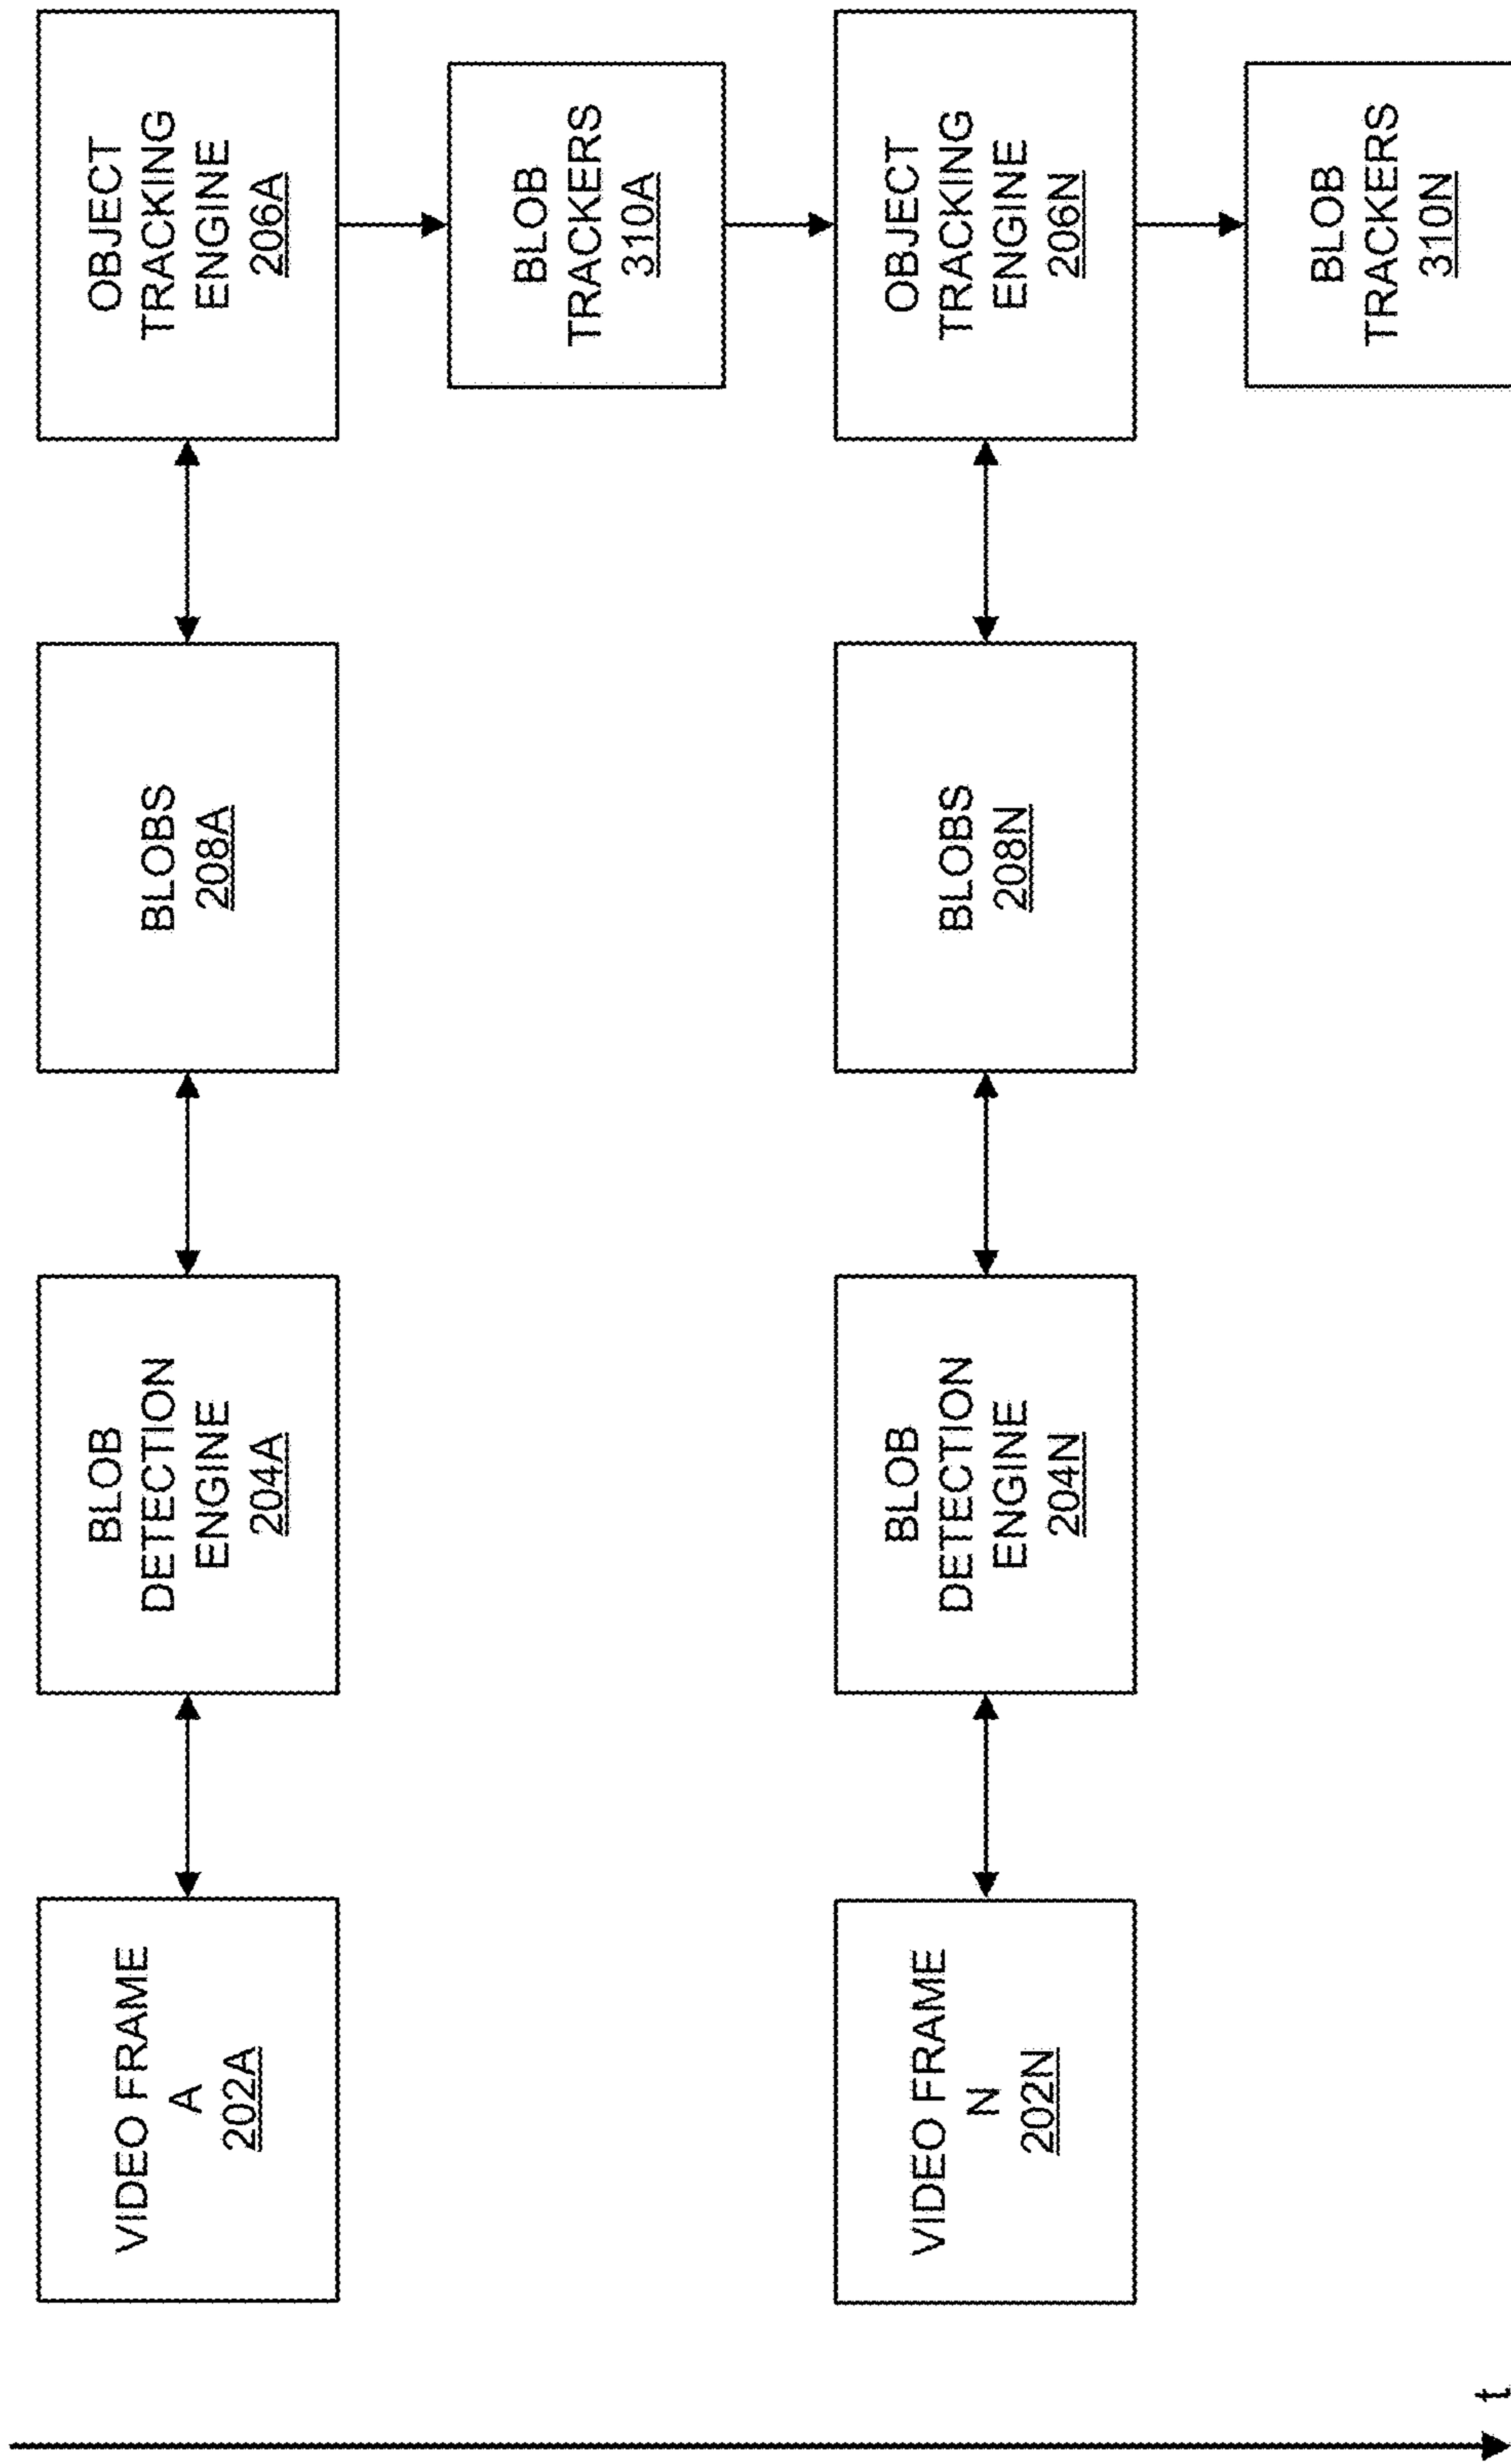 VIDEO FRAME
A
202A
BLOB
DETECTION
ENGINE
204A
BLOBS
208A
OBJECT
TRACKING
ENGINE
206A
BLOB
TRACKERS
310A
VIDEO FRAME
N
202N
BLOB
DETECTION
ENGINE
204N
BLOBS
208N
OBJECT
TRACKING
ENGINE
206N
BLOB
TRACKERS
310N
t